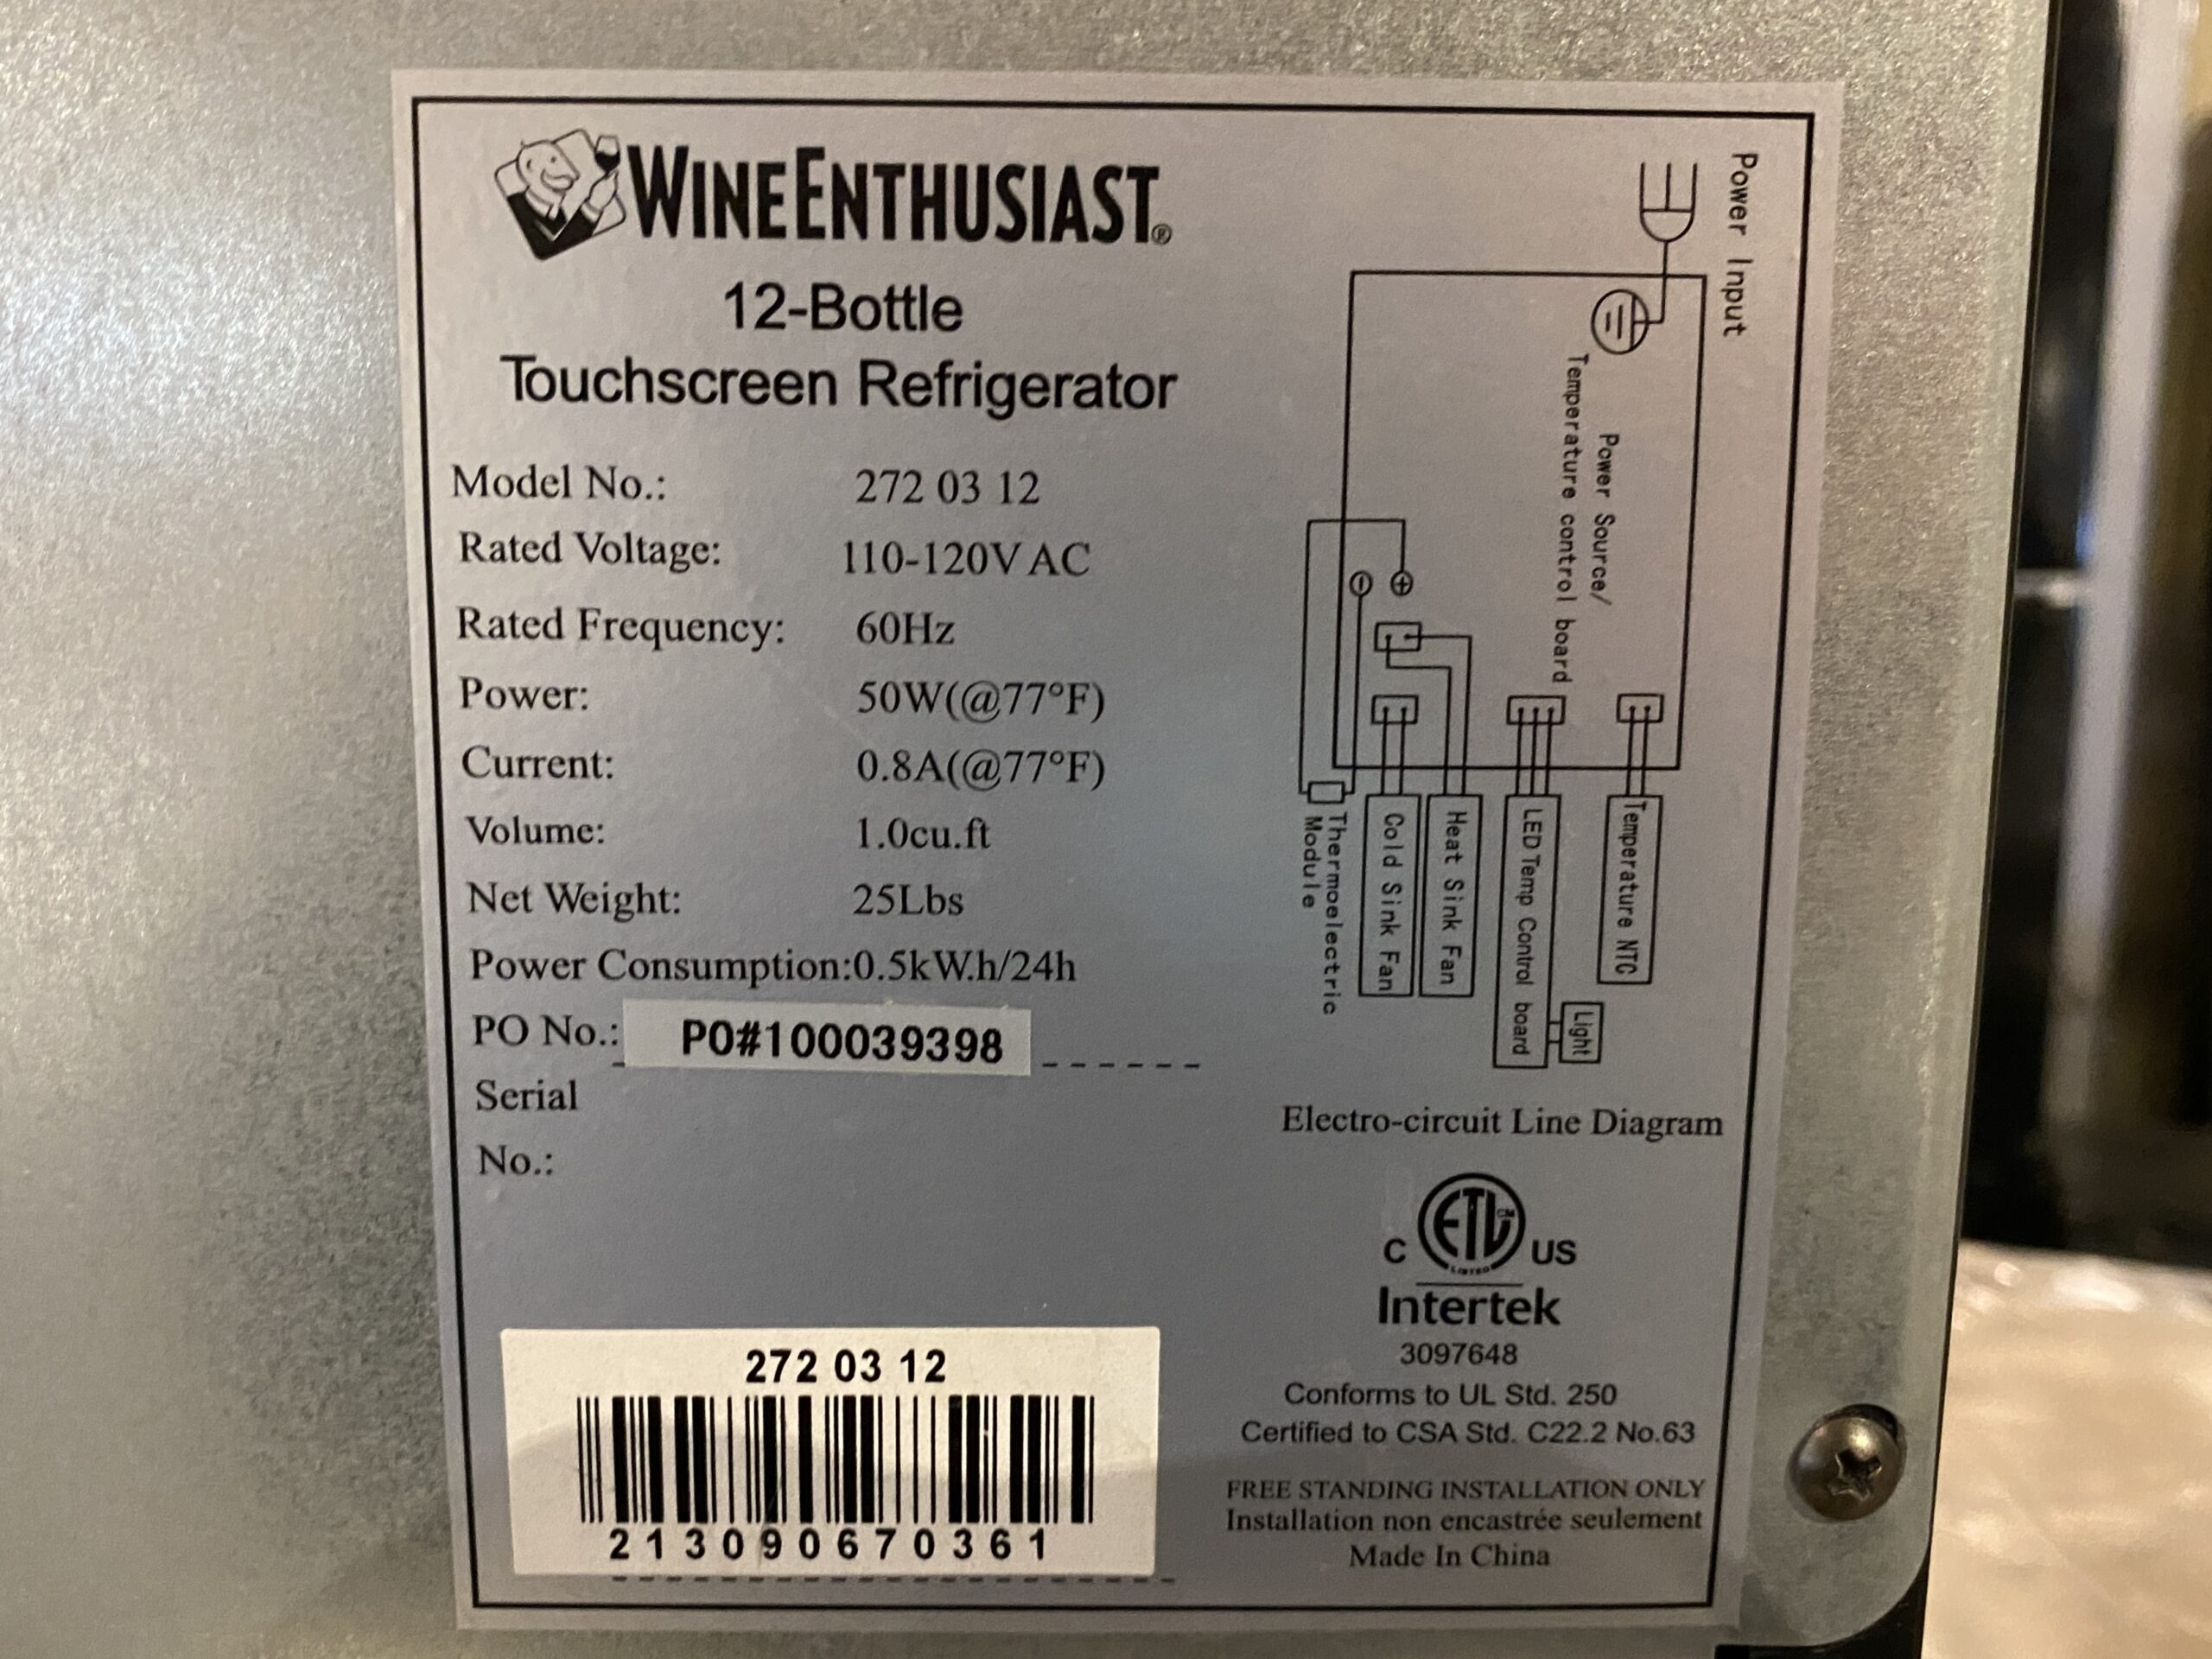 WINEENTHUSIAST®
12-Bottle
Touchscreen Refrigerator
Model No.: 272 03 12
Rated Voltage: 110-120V AC
Rated Frequency: 60Hz
Power: 50W(@77°F)
Current: 0.8A(@77°F)
Volume: 1.0cu.ft
Net Weight: 25Lbs
Power Consumption:0.5kW.h/24h
PO No.: PO#100039398
Serial
No.:
272 03 12
213090670361
Power Input
Power Source/
Temperature control board
Temperature NTC
Light
LED Temp Control board
Heat Sink Fan
Cold Sink Fan
Thermoelectric
Module
Electro-circuit Line Diagram
C ETL US
LISTED
Intertek
3097648
Conforms to UL Std. 250
Certified to CSA Std. C22.2 No.63
FREE STANDING INSTALLATION ONLY
Installation non encastrée seulement
Made In China